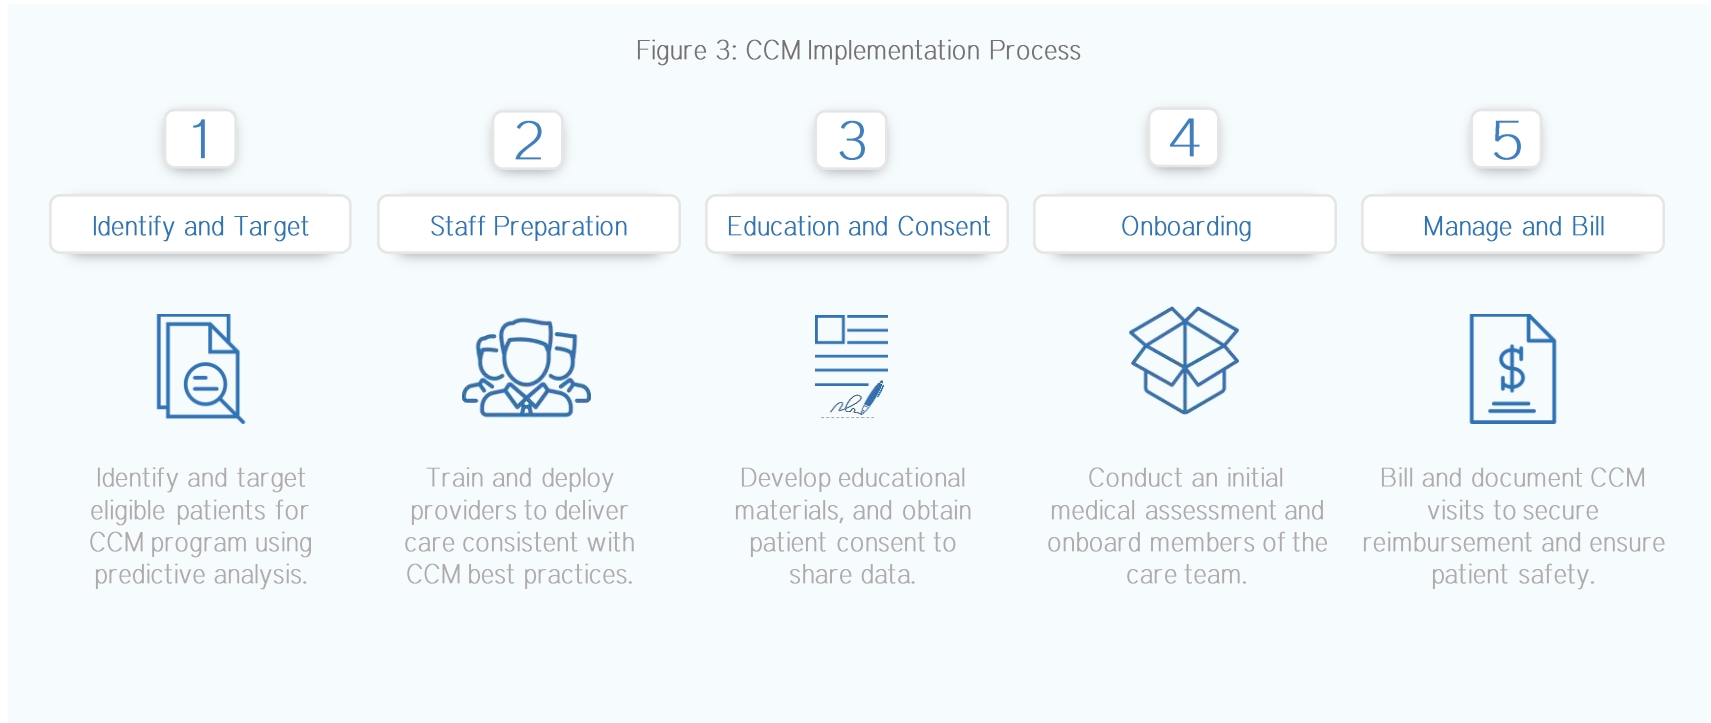 Figure 3: CCM Implementation Process
1
Identify and Target
Identify and target
eligible patients for
CCM program using
predictive analysis.
2
Staff Preparation
Train and deploy
providers to deliver
care consistent with
CCM best practices.
3
Education and Consent
Develop educational
materials, and obtain
patient consent to
share data.
4
Onboarding
Conduct an initial
medical assessment and
onboard members of the
care team.
5
Manage and Bill
$
Bill and document CCM
visits to secure
reimbursement and ensure
patient safety.